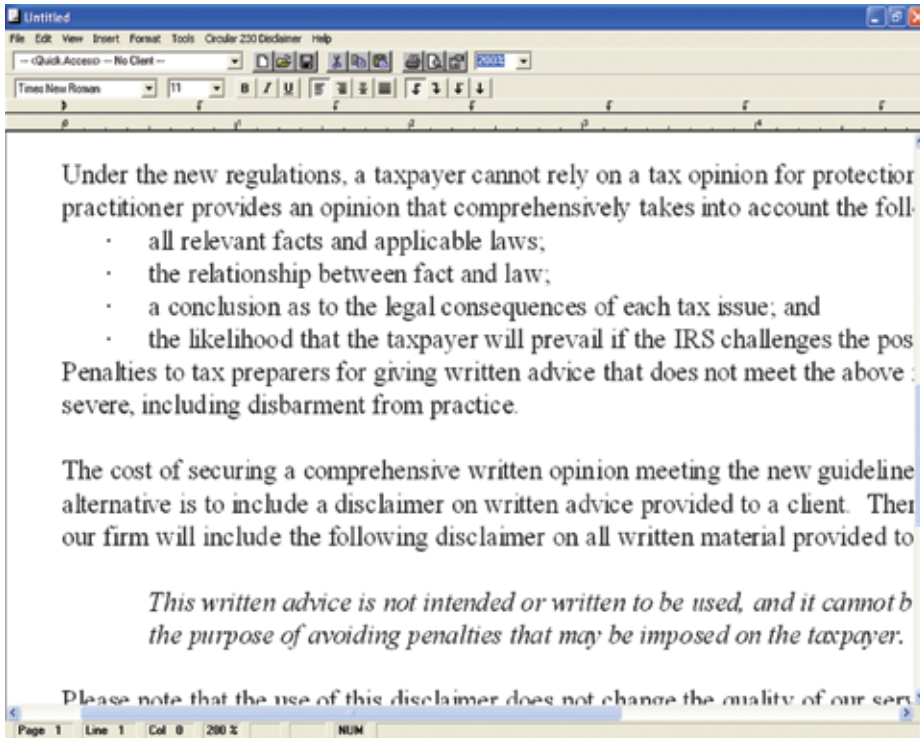 Untitled
File Edit View Insert Format Tools Circular 230 Disclaimer Help
-- <Quick Access> -- No Client -- 200%
Times New Roman 11 B I U
0 1 2 3 4
Under the new regulations, a taxpayer cannot rely on a tax opinion for protection
practitioner provides an opinion that comprehensively takes into account the foll
· all relevant facts and applicable laws;
· the relationship between fact and law;
· a conclusion as to the legal consequences of each tax issue; and
· the likelihood that the taxpayer will prevail if the IRS challenges the pos
Penalties to tax preparers for giving written advice that does not meet the above
severe, including disbarment from practice.
The cost of securing a comprehensive written opinion meeting the new guideline
alternative is to include a disclaimer on written advice provided to a client. Ther
our firm will include the following disclaimer on all written material provided to
This written advice is not intended or written to be used, and it cannot b
the purpose of avoiding penalties that may be imposed on the taxpayer.
Please note that the use of this disclaimer does not change the quality of our serv
Page 1 Line 1 Col 0 200 % NUM